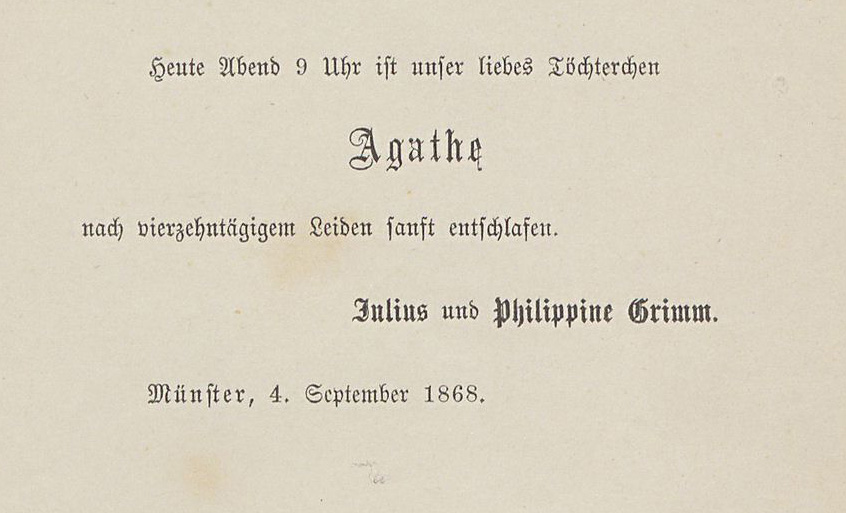 Heute Abend 9 Uhr ist unser liebes Töchterchen
Agathe
nach vierzehntägigem Leiden sanft entschlafen.
Julius und Philippine Grimm.
Münster, 4. September 1868.